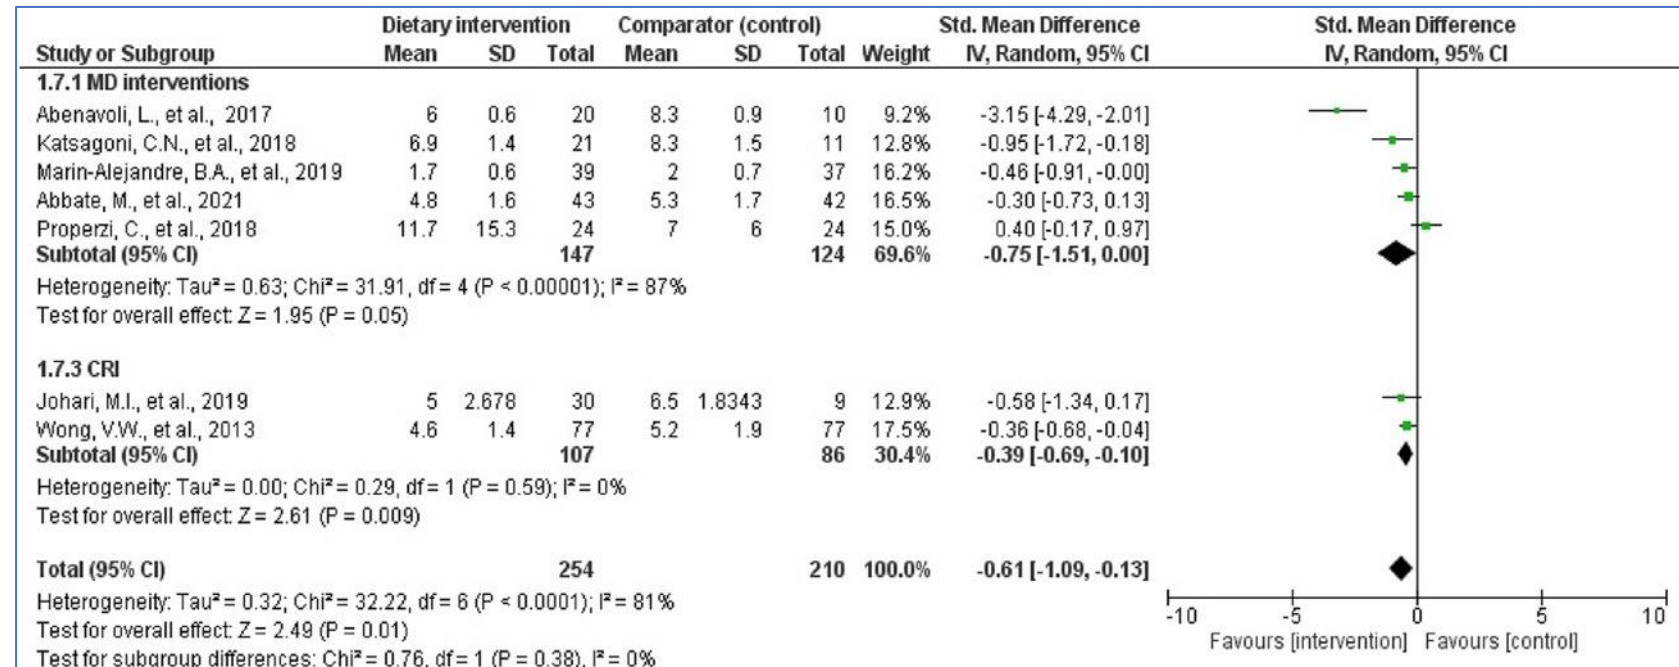 Dietary intervention Comparator (control) Std. Mean Difference Std. Mean Difference
Study or Subgroup Mean SD Total Mean SD Total Weight IV, Random, 95% CI IV, Random, 95% CI
1.7.1 MD interventions
Abenavoli, L., et al., 2017 6 0.6 20 8.3 0.9 10 9.2% -3.15 [-4.29, -2.01]
Katsagoni, C.N., et al., 2018 6.9 1.4 21 8.3 1.5 11 12.8% -0.95 [-1.72, -0.18]
Marin-Alejandre, B.A., et al., 2019 1.7 0.6 39 2 0.7 37 16.2% -0.46 [-0.91, -0.00]
Abbate, M., et al., 2021 4.8 1.6 43 5.3 1.7 42 16.5% -0.30 [-0.73, 0.13]
Properzi, C., et al., 2018 11.7 15.3 24 7 6 24 15.0% 0.40 [-0.17, 0.97]
Subtotal (95% CI) 147 124 69.6% -0.75 [-1.51, 0.00]
Heterogeneity: Tau² = 0.63; Chi² = 31.91, df = 4 (P < 0.00001); I² = 87%
Test for overall effect: Z = 1.95 (P = 0.05)
1.7.3 CRI
Johari, M.I., et al., 2019 5 2.678 30 6.5 1.8343 9 12.9% -0.58 [-1.34, 0.17]
Wong, V.W., et al., 2013 4.6 1.4 77 5.2 1.9 77 17.5% -0.36 [-0.68, -0.04]
Subtotal (95% CI) 107 86 30.4% -0.39 [-0.69, -0.10]
Heterogeneity: Tau² = 0.00; Chi² = 0.29, df = 1 (P = 0.59); I² = 0%
Test for overall effect: Z = 2.61 (P = 0.009)
Total (95% CI) 254 210 100.0% -0.61 [-1.09, -0.13]
Heterogeneity: Tau² = 0.32; Chi² = 32.22, df = 6 (P < 0.0001); I² = 81%
Test for overall effect: Z = 2.49 (P = 0.01)
Test for subgroup differences: Chi² = 0.76, df = 1 (P = 0.38), I² = 0%
-10 -5 0 5 10
Favours [intervention] Favours [control]